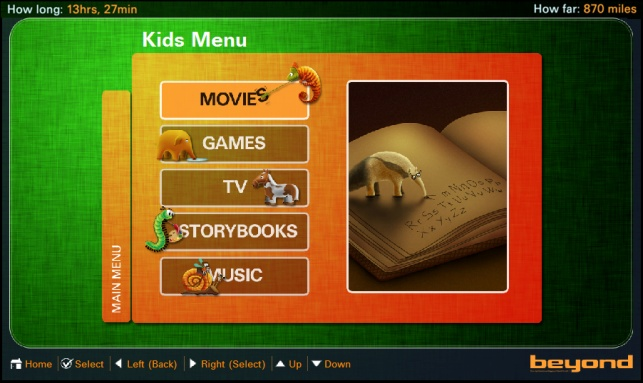 How long: 13hrs, 27min
How far: 870 miles
Kids Menu
MOVIES
GAMES
TV
STORYBOOKS
MUSIC
MAIN MENU
Home
Select
Left (Back)
Right (Select)
Up
Down
beyond